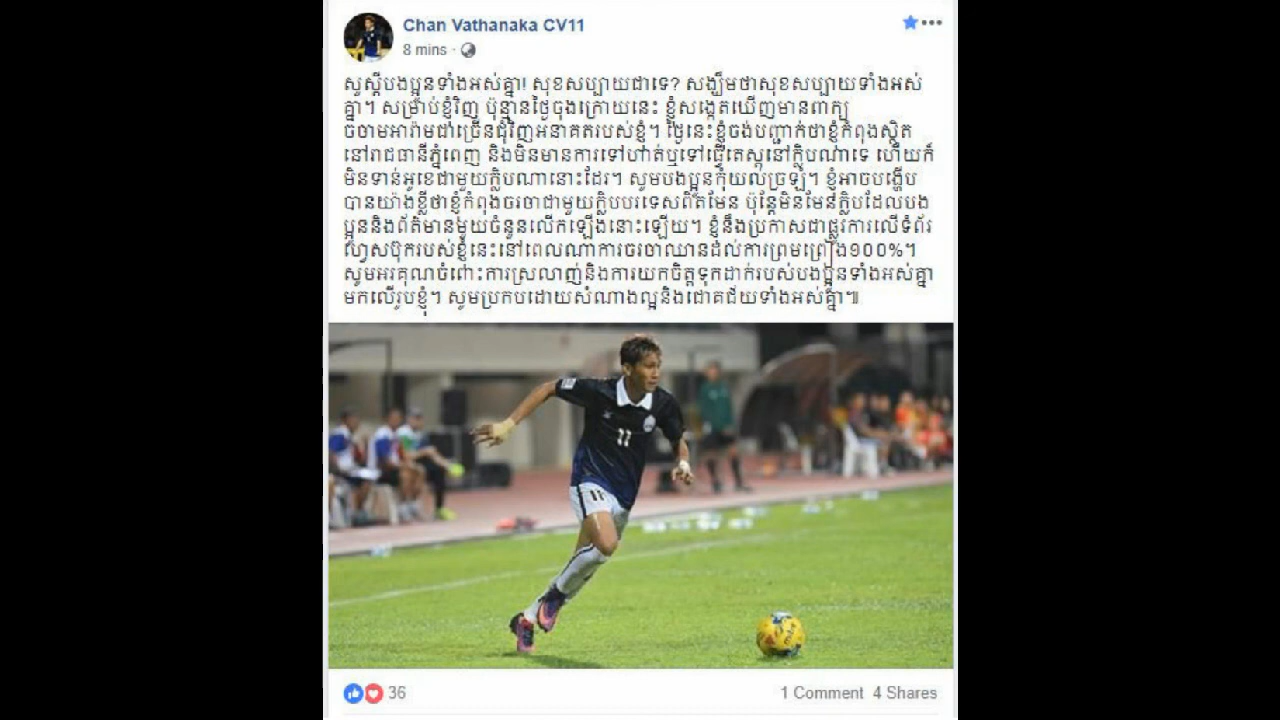 Chan Vathanaka CV11
8 mins ·
សួស្ដីបងប្អូនទាំងអស់គ្នា! សុខសប្បាយជាទេ? សង្ឃឹមថាសុខសប្បាយទាំងអស់
គ្នា។ សម្រាប់ខ្ញុំវិញ ប៉ុន្មានថ្ងៃចុងក្រោយនេះ ខ្ញុំសង្កេតឃើញមានពាក្យ
ចចាមអារ៉ាមជាច្រើនជុំវិញអនាគតរបស់ខ្ញុំ។ ថ្ងៃនេះខ្ញុំចង់បញ្ជាក់ថាខ្ញុំកំពុងស្ថិត
នៅរាជធានីភ្នំពេញ និងមិនមានការទៅហាត់ឬទៅធ្វើតេស្តនៅក្លិបណាទេ ហើយក៏
មិនទាន់អូខេជាមួយក្លិបណានោះដែរ។ សូមបងប្អូនកុំយល់ច្រឡំ។ ខ្ញុំអាចបង្ហើប
បានយ៉ាងខ្លីថាខ្ញុំកំពុងចរចាជាមួយក្លិបបរទេសពិតមែន ប៉ុន្តែមិនមែនក្លិបដែលបង
ប្អូននិងព័ត៌មានមួយចំនួនលើកឡើងនោះឡើយ។ ខ្ញុំនឹងប្រកាសជាផ្លូវការលើទំព័រ
ហ្វេសប៊ុករបស់ខ្ញុំនេះនៅពេលណាការចរចាឈានដល់ការព្រមព្រៀង១០០%។
សូមអរគុណចំពោះការស្រលាញ់និងការយកចិត្តទុកដាក់របស់បងប្អូនទាំងអស់គ្នា
មកលើរូបខ្ញុំ។ សូមប្រកបដោយសំណាងល្អនិងជោគជ័យទាំងអស់គ្នា៕
11
11
36
1 Comment 4 Shares